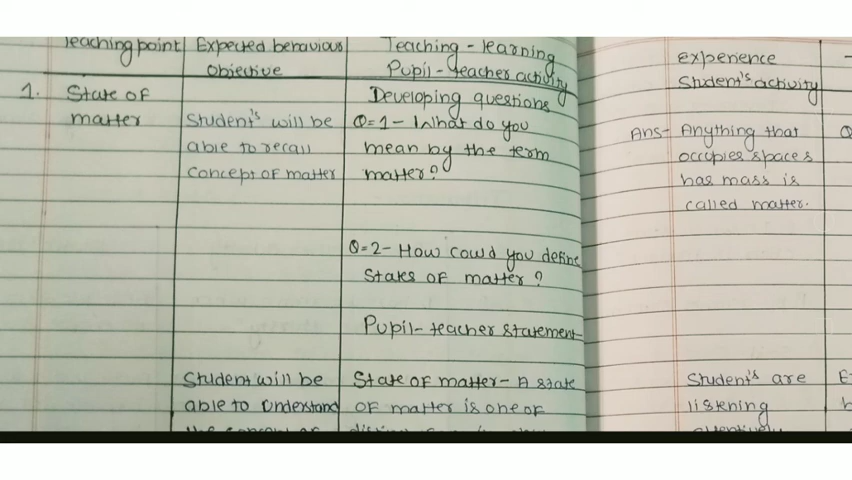 Teaching point
Expected behavious
objective
Teaching - learning
Pupil - teacher activity
experience
Student's activity
1. State of
matter
Student's will be
able to recall
concept of matter
Developing questions
Q=1- What do you
mean by the term
matter?
Ans- Anything that
occupies space &
has mass is
called matter.
Q=2- How could you define
States of matter?
Pupil- teacher statement
Student will be
able to understand
State of matter - A state
of matter is one of
Student's are
listening
attentively